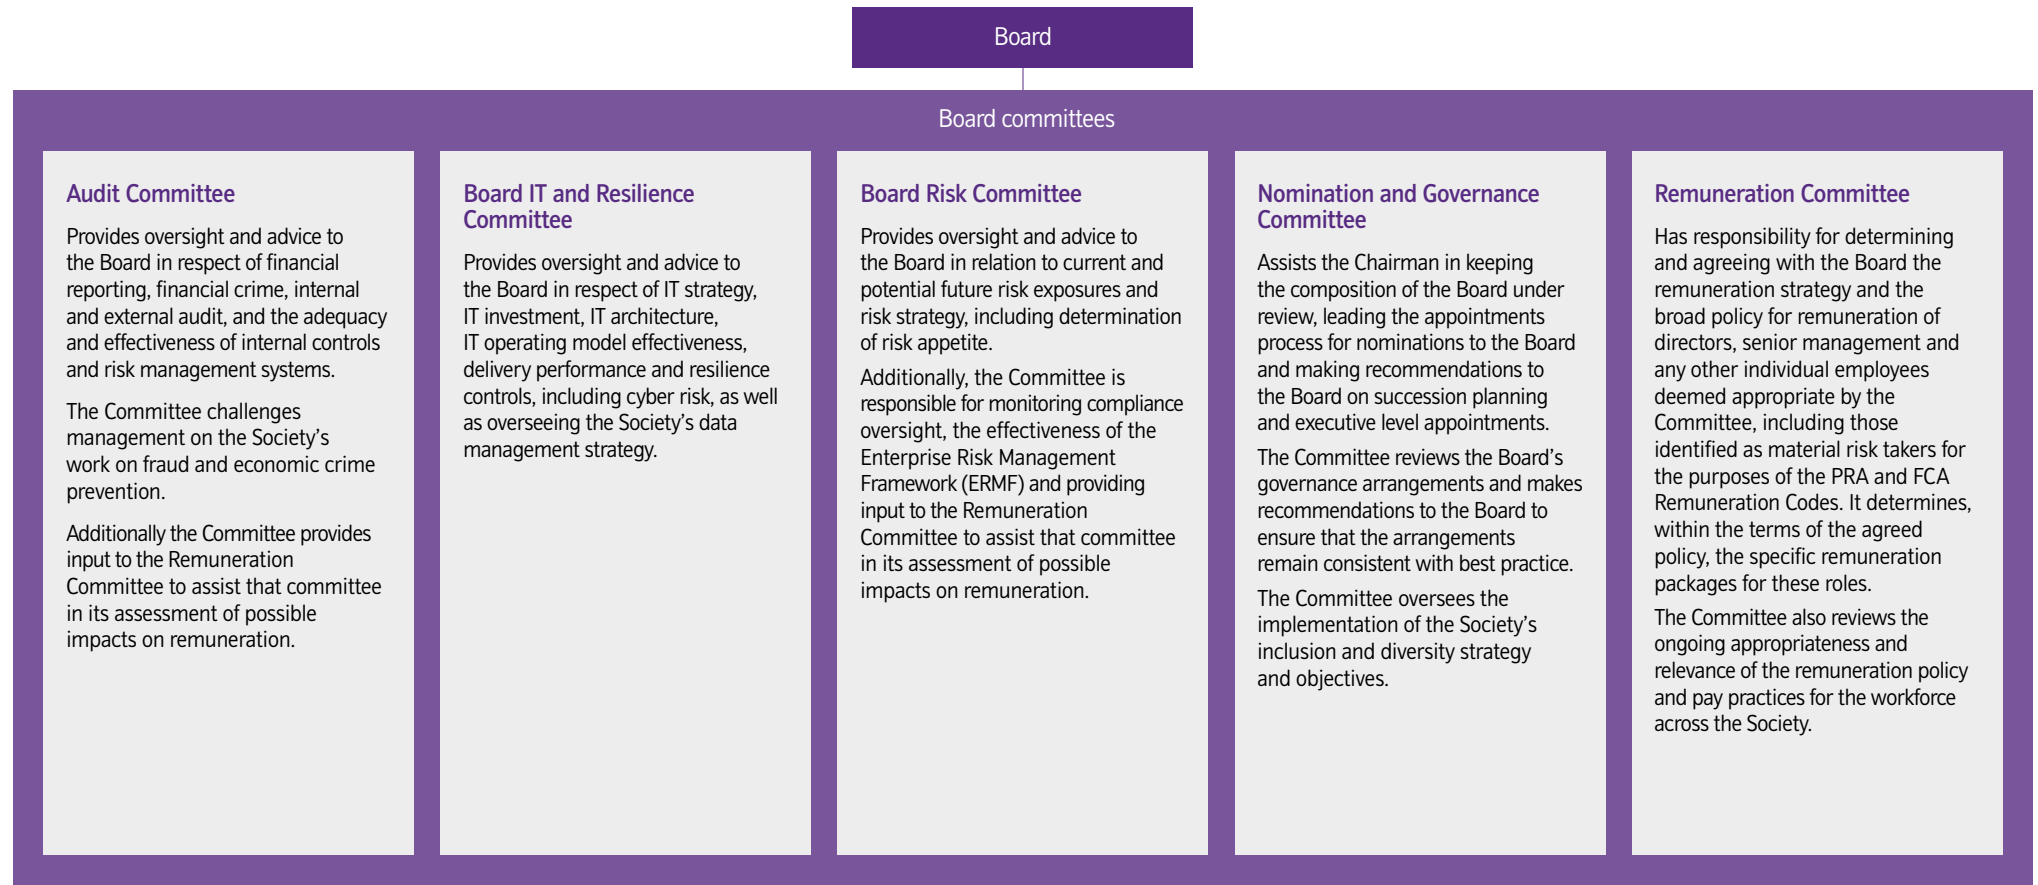 Board
Board committees
Audit Committee
Provides oversight and advice to
the Board in respect of financial
reporting, financial crime, internal
and external audit, and the adequacy
and effectiveness of internal controls
and risk management systems.
The Committee challenges
management on the Society’s
work on fraud and economic crime
prevention.
Additionally the Committee provides
input to the Remuneration
Committee to assist that committee
in its assessment of possible
impacts on remuneration.
Board IT and Resilience
Committee
Provides oversight and advice to
the Board in respect of IT strategy,
IT investment, IT architecture,
IT operating model effectiveness,
delivery performance and resilience
controls, including cyber risk, as well
as overseeing the Society’s data
management strategy.
Board Risk Committee
Provides oversight and advice to
the Board in relation to current and
potential future risk exposures and
risk strategy, including determination
of risk appetite.
Additionally, the Committee is
responsible for monitoring compliance
oversight, the effectiveness of the
Enterprise Risk Management
Framework (ERMF) and providing
input to the Remuneration
Committee to assist that committee
in its assessment of possible
impacts on remuneration.
Nomination and Governance
Committee
Assists the Chairman in keeping
the composition of the Board under
review, leading the appointments
process for nominations to the Board
and making recommendations to
the Board on succession planning
and executive level appointments.
The Committee reviews the Board’s
governance arrangements and makes
recommendations to the Board to
ensure that the arrangements
remain consistent with best practice.
The Committee oversees the
implementation of the Society’s
inclusion and diversity strategy
and objectives.
Remuneration Committee
Has responsibility for determining
and agreeing with the Board the
remuneration strategy and the
broad policy for remuneration of
directors, senior management and
any other individual employees
deemed appropriate by the
Committee, including those
identified as material risk takers for
the purposes of the PRA and FCA
Remuneration Codes. It determines,
within the terms of the agreed
policy, the specific remuneration
packages for these roles.
The Committee also reviews the
ongoing appropriateness and
relevance of the remuneration policy
and pay practices for the workforce
across the Society.